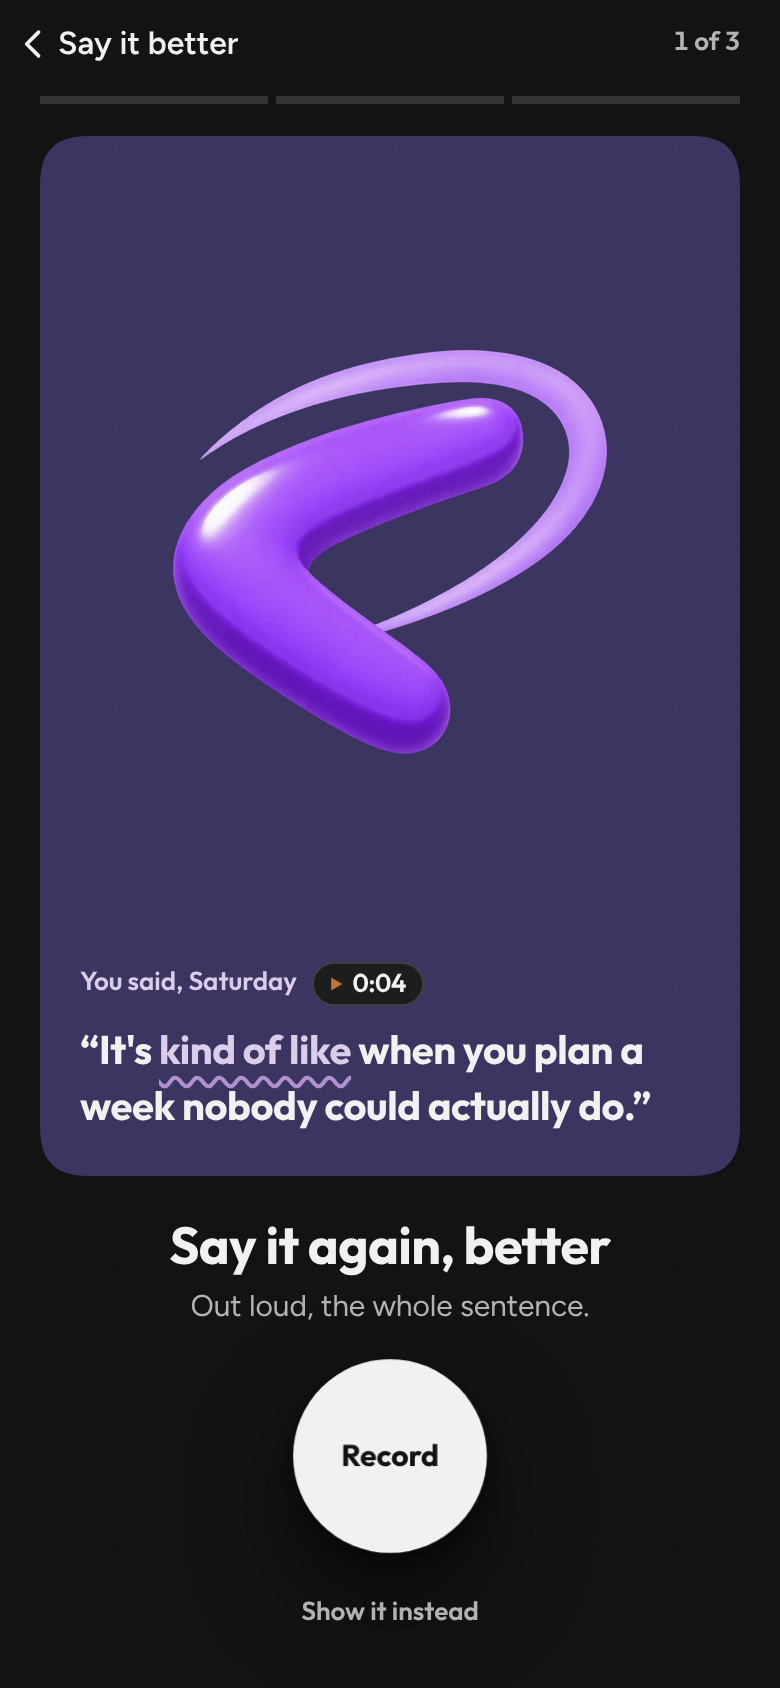 Say it better
1 of 3
You said, Saturday
0:04
“It's kind of like when you plan a
week nobody could actually do.”
Say it again, better
Out loud, the whole sentence.
Record
Show it instead